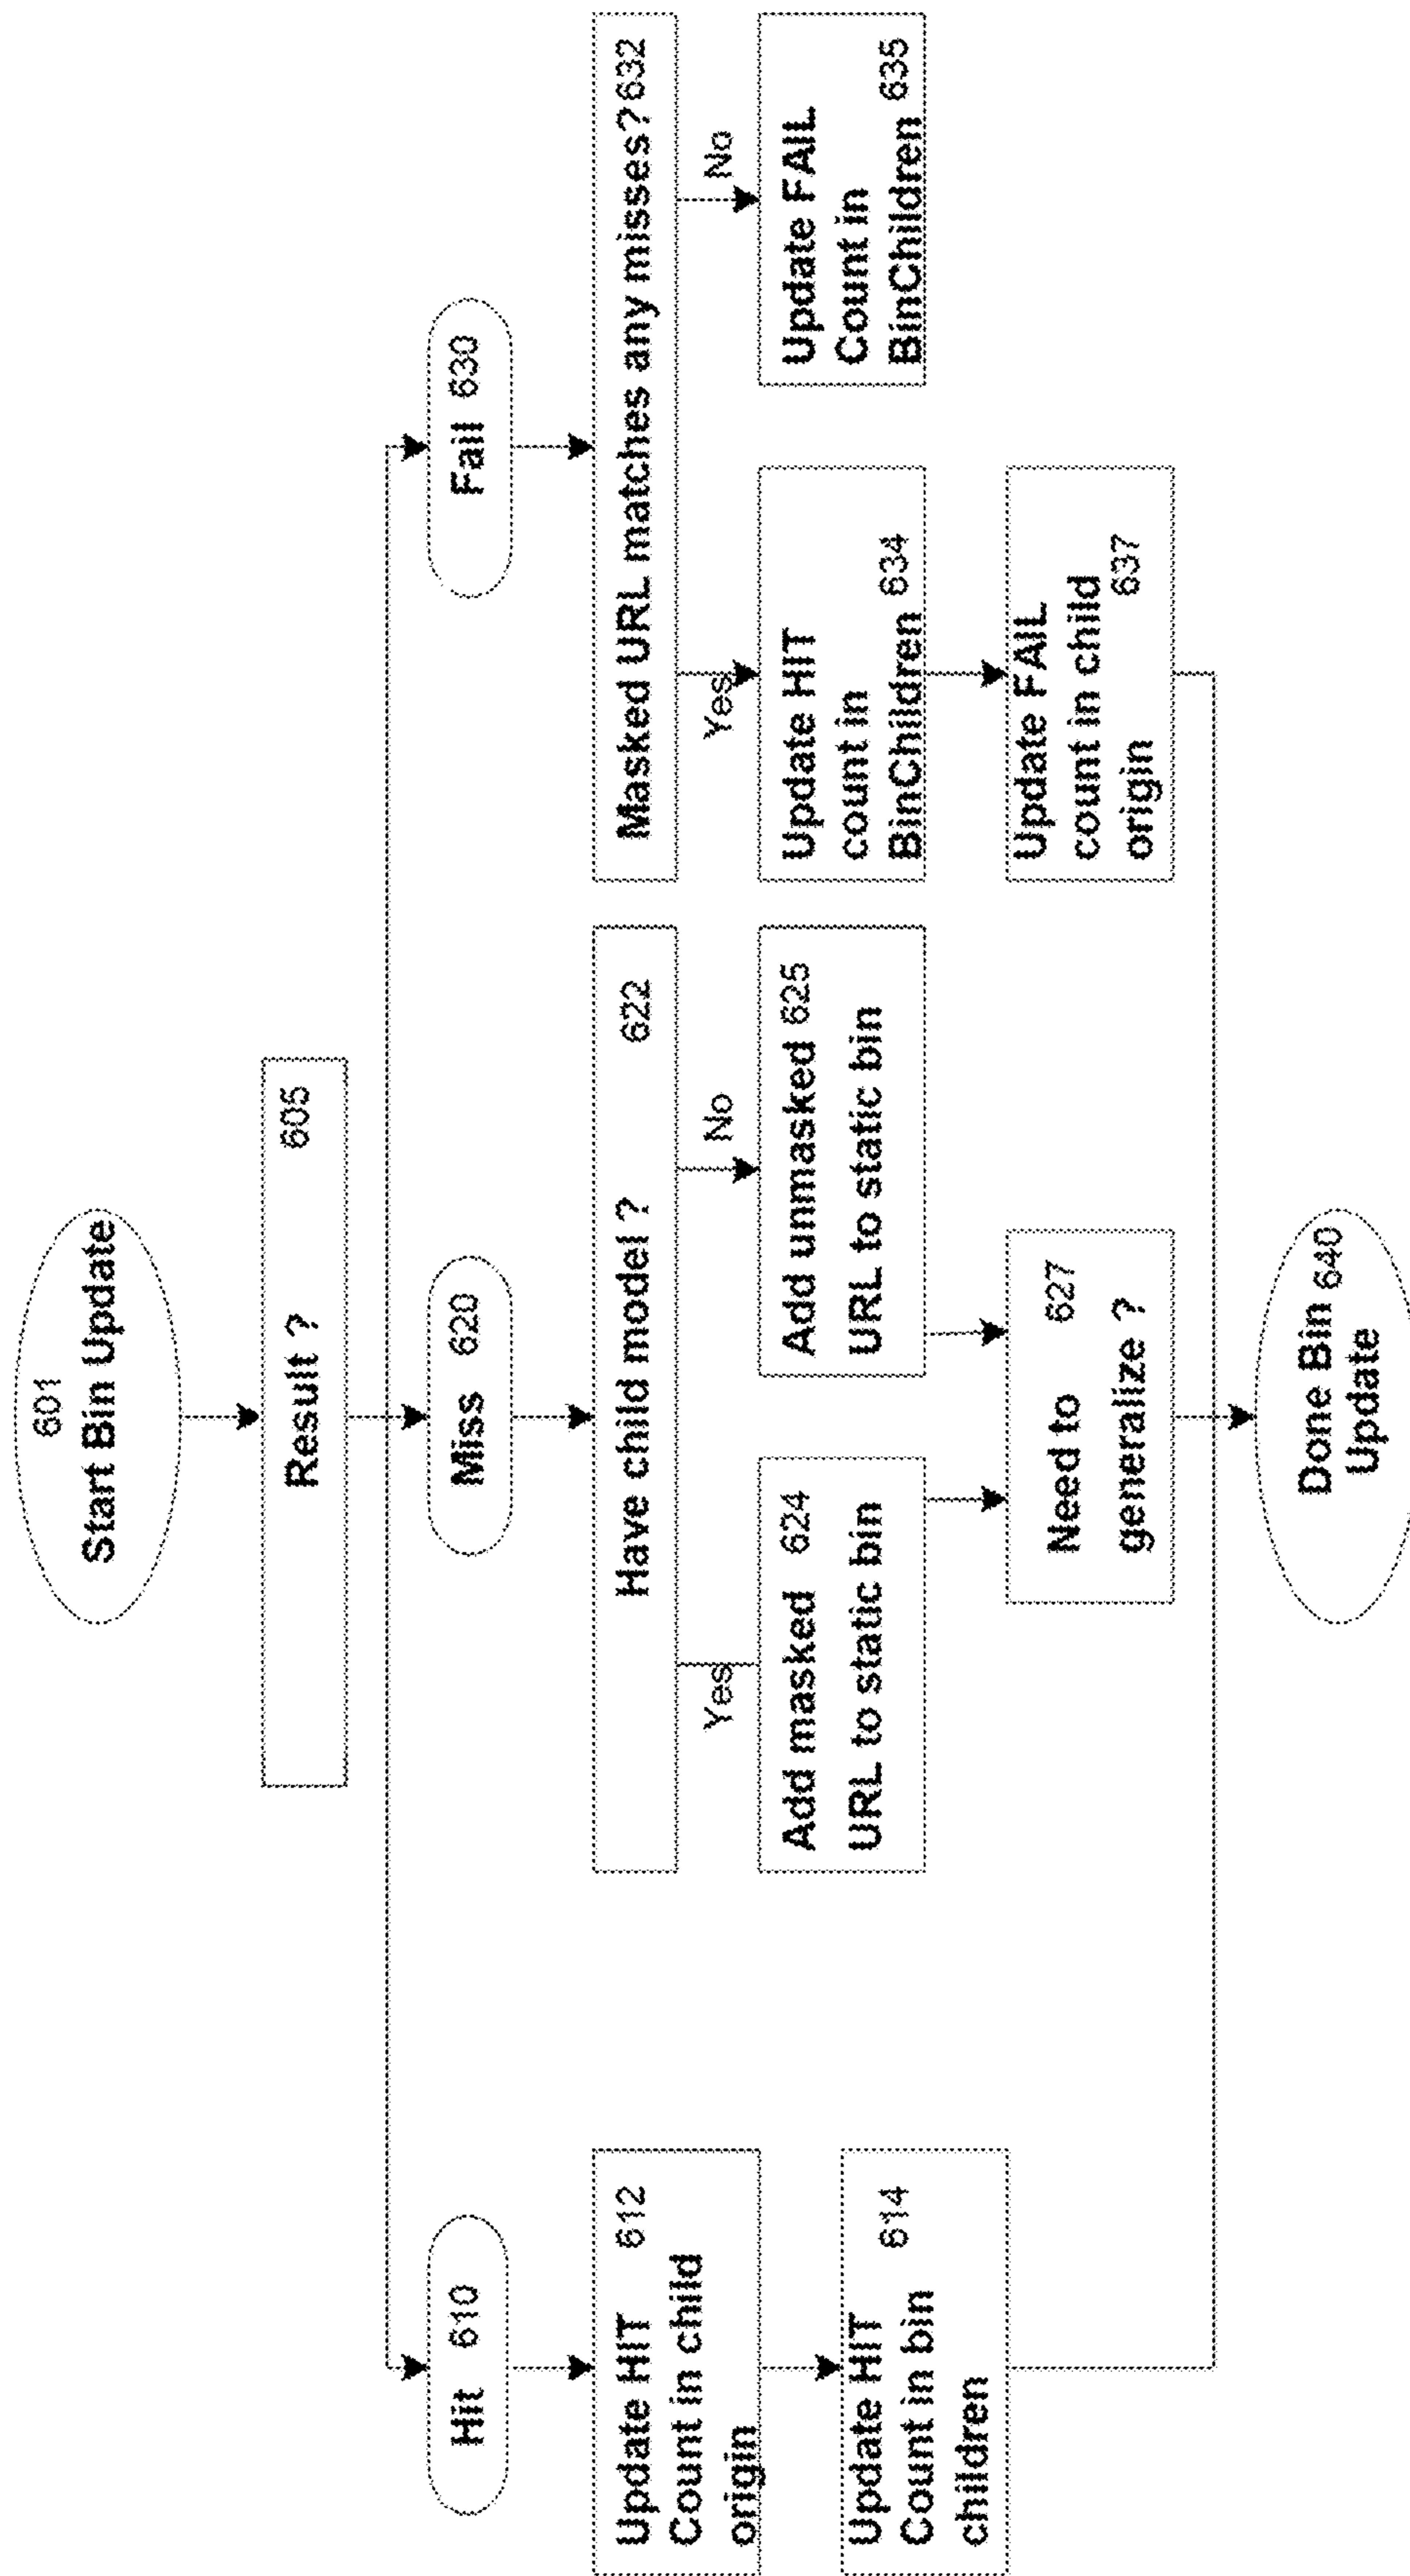 601
Start Bin Update
Result ? 605
Hit 610
Miss 620
Fail 630
Update HIT 612
Count in child
origin
Update HIT
Count in bin 614
children
Have child model ? 622
Yes
No
Add masked 624
URL to static bin
Add unmasked 625
URL to static bin
Need to 627
generalize ?
Masked URL matches any misses? 632
Yes
No
Update HIT
count in
BinChildren 634
Update FAIL
Count in
BinChildren 635
Update FAIL
count in child
origin 637
Done Bin 640
Update